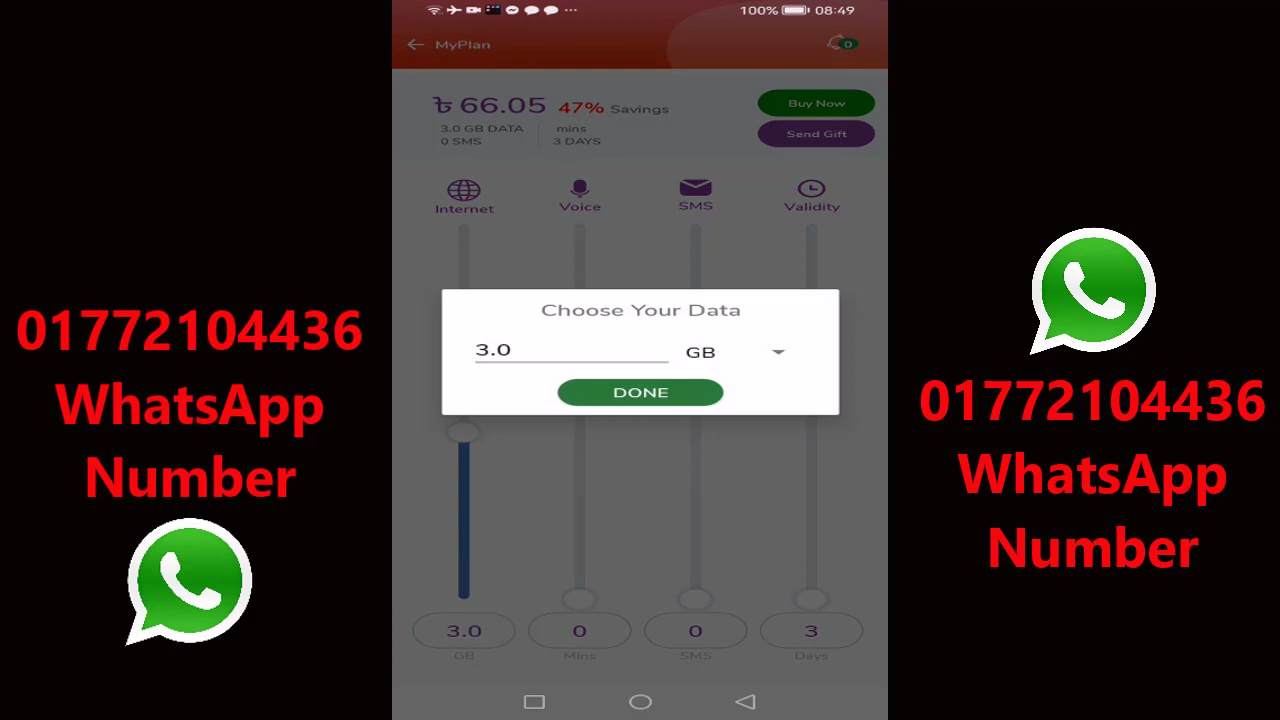 100% 08:49
MyPlan
0
৳ 66.05 47% Savings
Buy Now
3.0 GB DATA mins
0 SMS 3 DAYS
Send Gift
Internet Voice SMS Validity
Choose Your Data
3.0 GB
DONE
3.0 0 0 3
GB Mins SMS Days
01772104436
WhatsApp
Number
01772104436
WhatsApp
Number